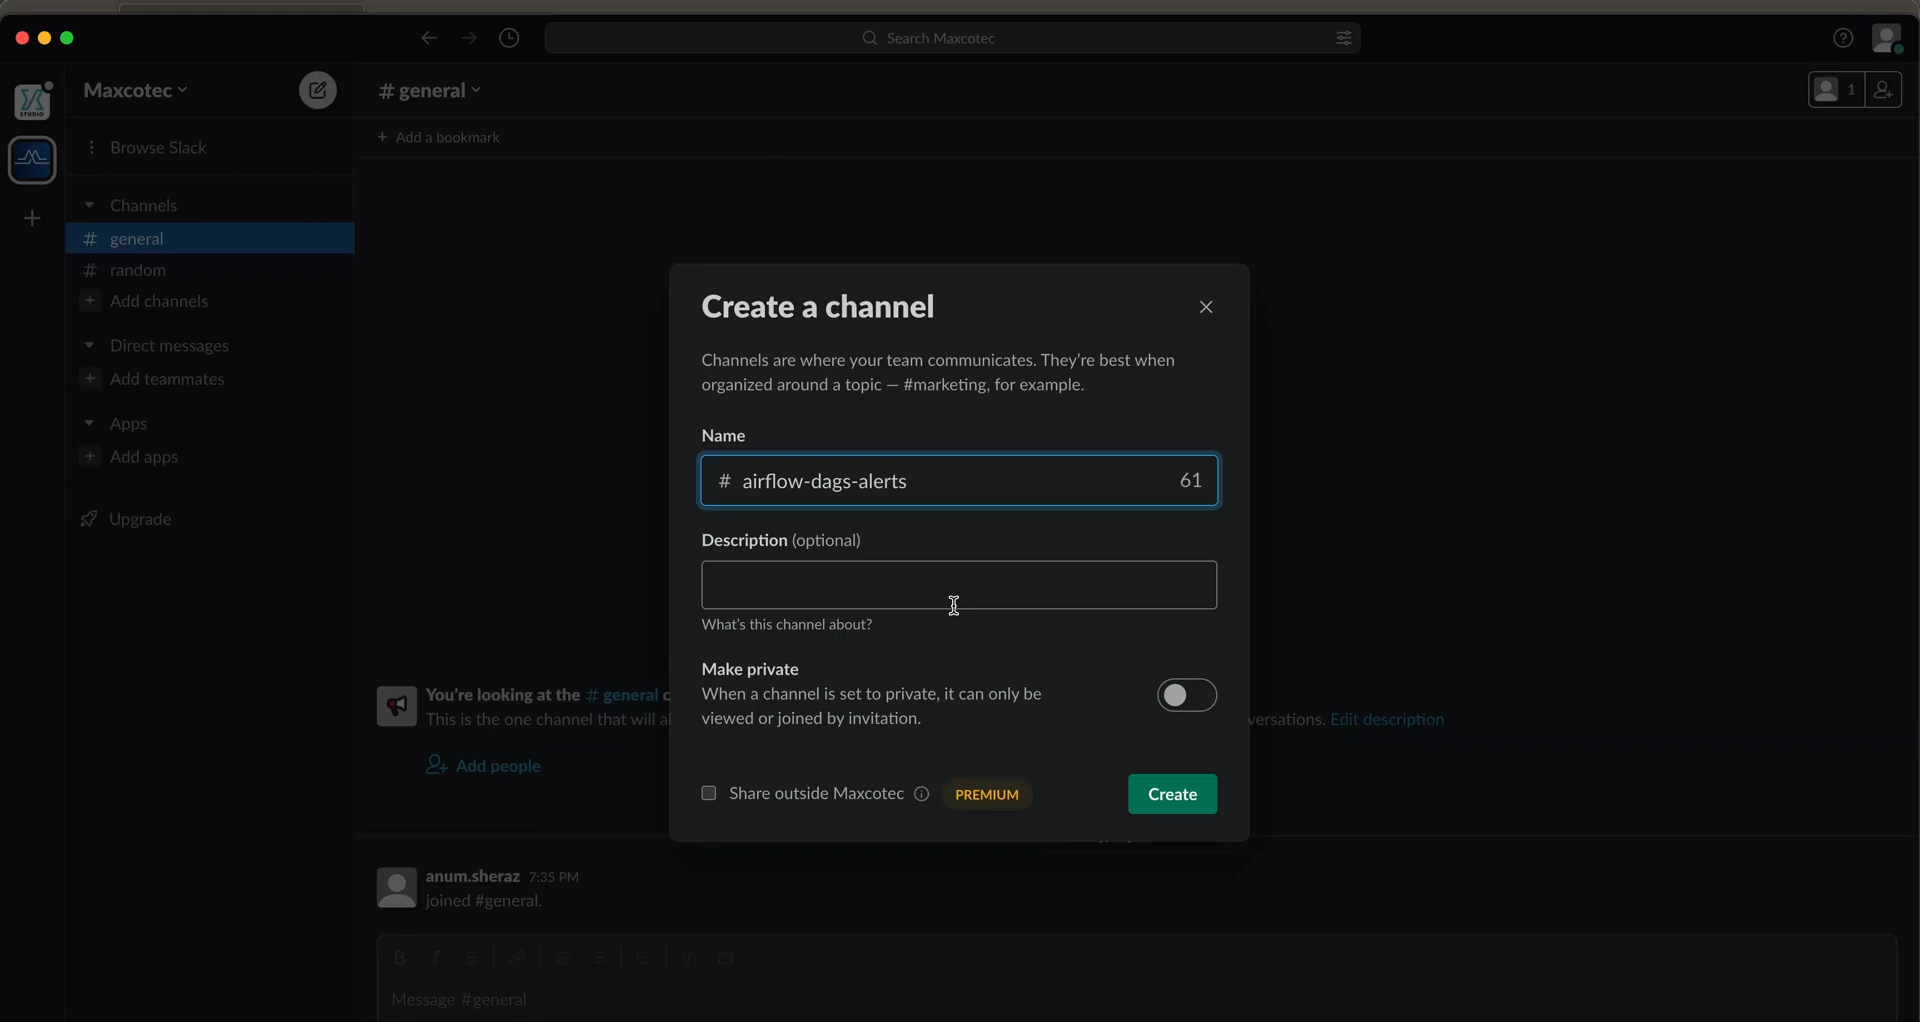 Search Maxcotec
STUDIO
Maxcotec
# general
1
+ Add a bookmark
Browse Slack
Channels
# general
# random
+ Add channels
Direct messages
+ Add teammates
Apps
+ Add apps
Upgrade
Create a channel
Channels are where your team communicates. They're best when
organized around a topic — #marketing, for example.
Name
# airflow-dags-alerts 61
Description (optional)
What's this channel about?
Make private
When a channel is set to private, it can only be
viewed or joined by invitation.
Share outside Maxcotec PREMIUM
Create
You're looking at the # general c
This is the one channel that will al
versations. Edit description
Add people
anum.sheraz 7:35 PM
joined #general.
Message #general